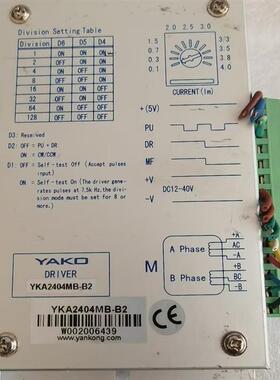 Division Setting Table
Division D6 D5 D4
1 ON ON ON
2 OFF ON ON
4 ON OFF ON
8 OFF OFF ON
16 ON ON OFF
32 OFF ON OFF
64 ON OFF OFF
128 OFF OFF OFF
D3: Reserved
D2: OFF = PU + DR
ON = CW/CCW
D1: OFF = Self-test Off (Accept pulses input)
ON = Self-test On (The driver generates pulses at 7.5k Hz, the division mode must be set for 8 or more.)
2.0 2.5 3.0
1.5 3.3
0.7 3.7
0.3 4.0
0.1
CURRENT(Im)
+(5V)
PU
DR
MF
+V
-V
DC12-40V
+A
A Phase AC
-A
M
+B
B Phase BC
-B
YAKO
DRIVER
YKA2404MB-B2
YKA2404MB-B2
W002006439
www.yankong.com
CE